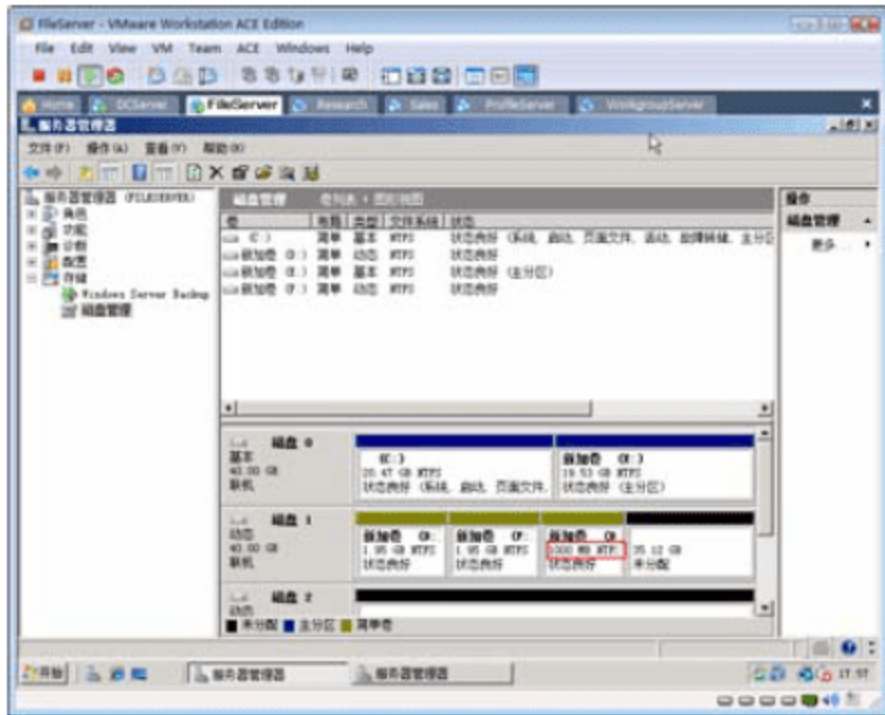 FileServer - VMware Workstation ACE Edition
File Edit View VM Team ACE Windows Help
Home DCServer FileServer Research Sales ProfileServer WorkgroupServer
服务器管理器
文件(F) 操作(A) 查看(V) 帮助(H)
服务器管理器 (FILESERVER)
角色
功能
诊断
配置
存储
Windows Server Backup
磁盘管理
磁盘管理 卷列表 + 图形视图
卷 布局 类型 文件系统 状态
(C:) 简单 基本 NTFS 状态良好 (系统, 启动, 页面文件, 活动, 故障转储, 主分区
新加卷 简单 动态 NTFS 状态良好
新加卷 简单 基本 NTFS 状态良好 (主分区)
新加卷 简单 动态 NTFS 状态良好
操作
磁盘管理
更多...
磁盘 0
基本
40.00 GB
联机
(C:)
20.47 GB NTFS
状态良好 (系统, 启动, 页面文件,
新加卷
19.53 GB NTFS
状态良好 (主分区)
磁盘 1
动态
40.00 GB
联机
新加卷
1.95 GB NTFS
状态良好
新加卷
1.95 GB NTFS
状态良好
新加卷
1000 MB NTF
状态良好
35.12 GB
未分配
磁盘 2
动态
未分配 主分区 简单卷
开始 服务器管理器 服务器管理器 17:57